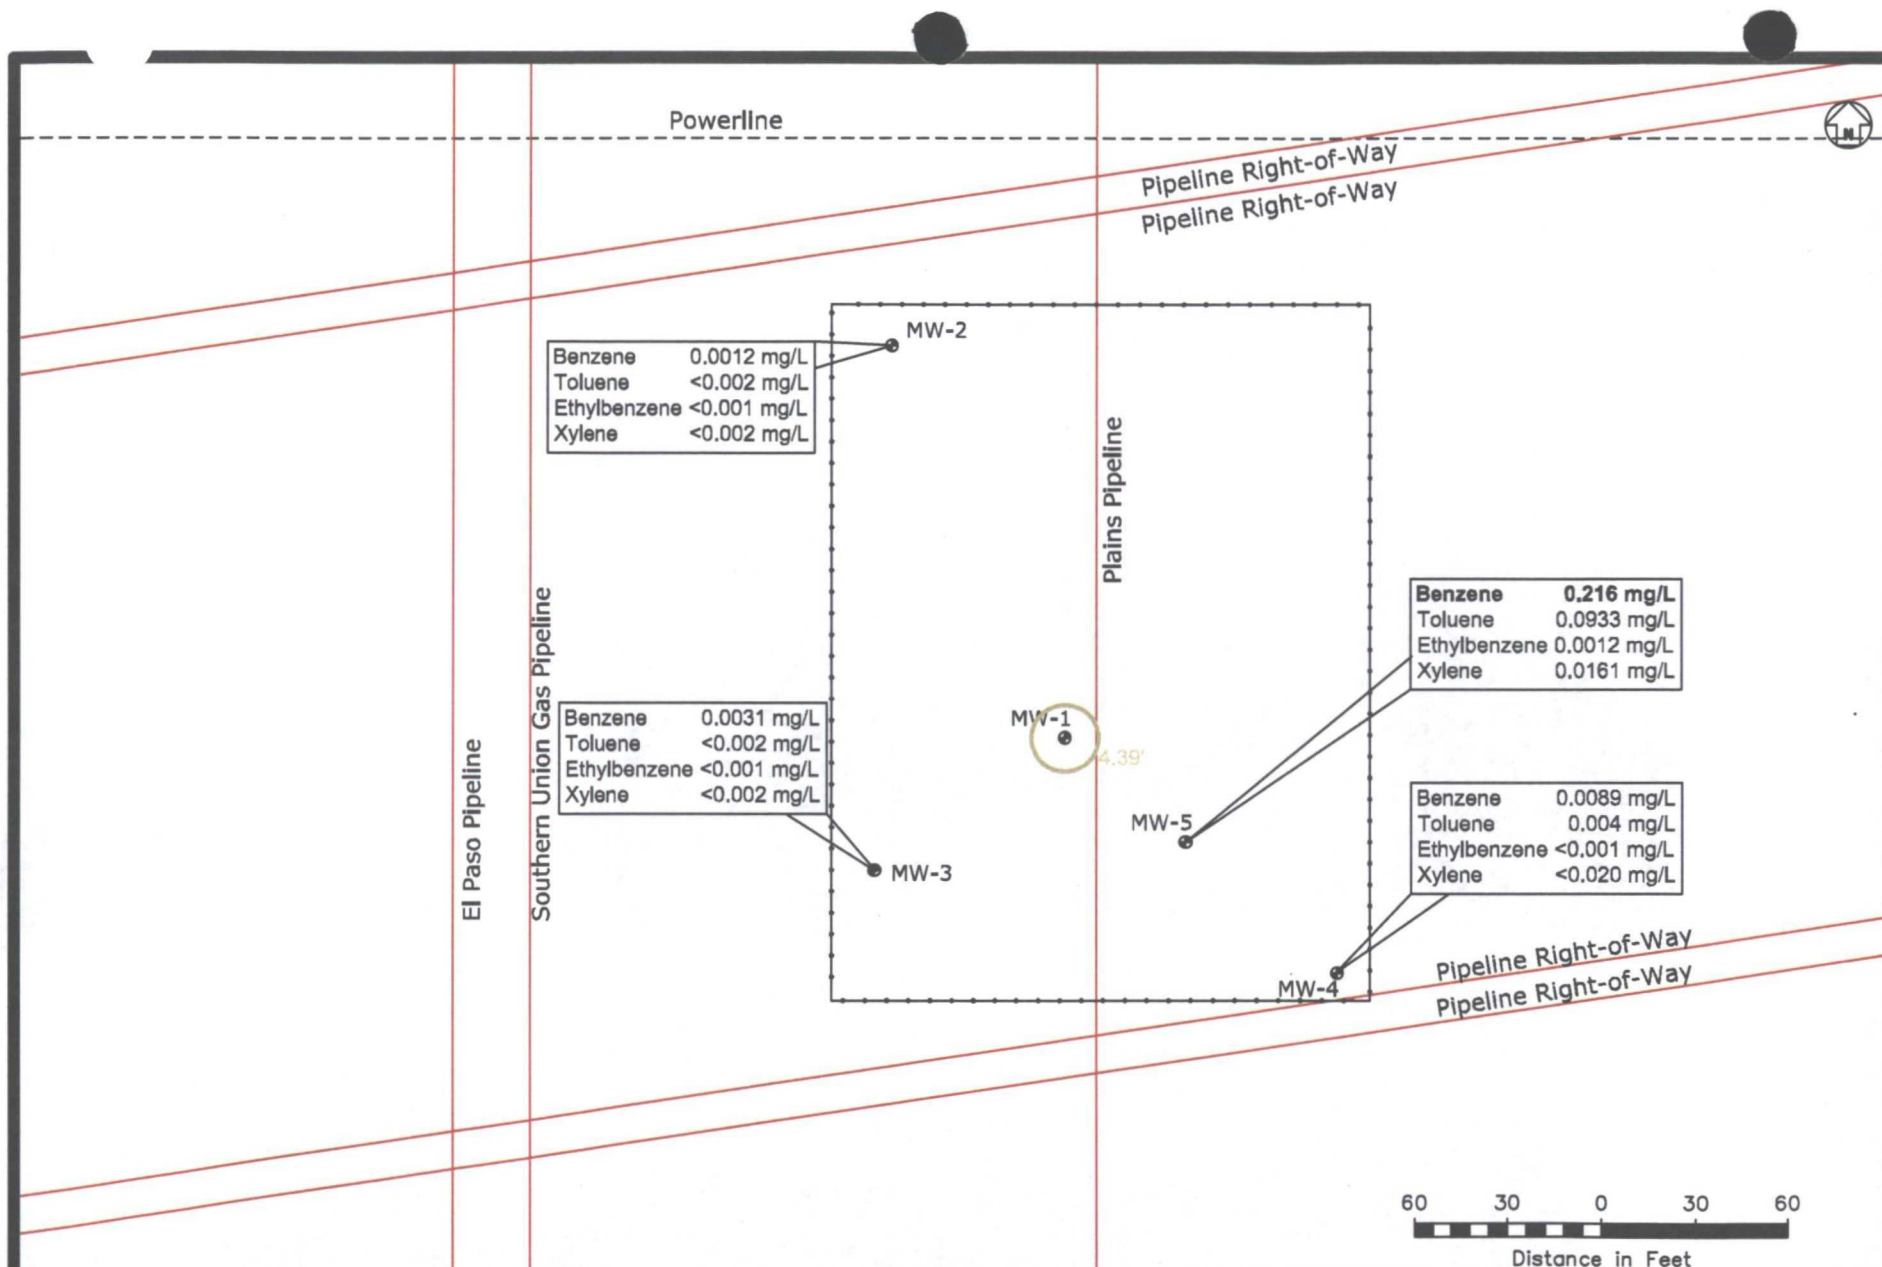 Powerline
N
Pipeline Right-of-Way
Pipeline Right-of-Way
MW-2
Benzene 0.0012 mg/L
Toluene <0.002 mg/L
Ethylbenzene <0.001 mg/L
Xylene <0.002 mg/L
Plains Pipeline
Benzene 0.216 mg/L
Toluene 0.0933 mg/L
Ethylbenzene 0.0012 mg/L
Xylene 0.0161 mg/L
Southern Union Gas Pipeline
El Paso Pipeline
Benzene 0.0031 mg/L
Toluene <0.002 mg/L
Ethylbenzene <0.001 mg/L
Xylene <0.002 mg/L
MW-1
4.39'
MW-5
Benzene 0.0089 mg/L
Toluene 0.004 mg/L
Ethylbenzene <0.001 mg/L
Xylene <0.020 mg/L
MW-3
MW-4
Pipeline Right-of-Way
Pipeline Right-of-Way
60 30 0 30 60
Distance in Feet